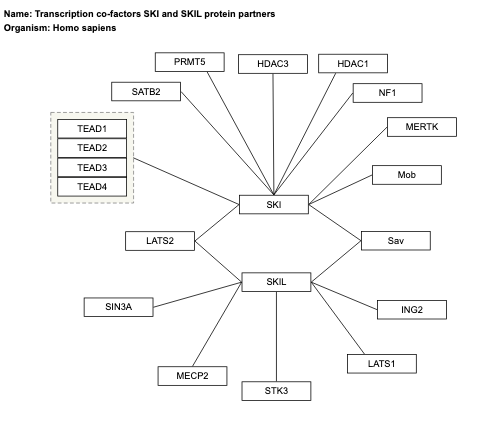 Name: Transcription co-factors SKI and SKIL protein partners
Organism: Homo sapiens
PRMT5
HDAC3
HDAC1
SATB2
NF1
TEAD1
TEAD2
TEAD3
TEAD4
MERTK
Mob
SKI
LATS2
Sav
SKIL
SIN3A
ING2
LATS1
MECP2
STK3